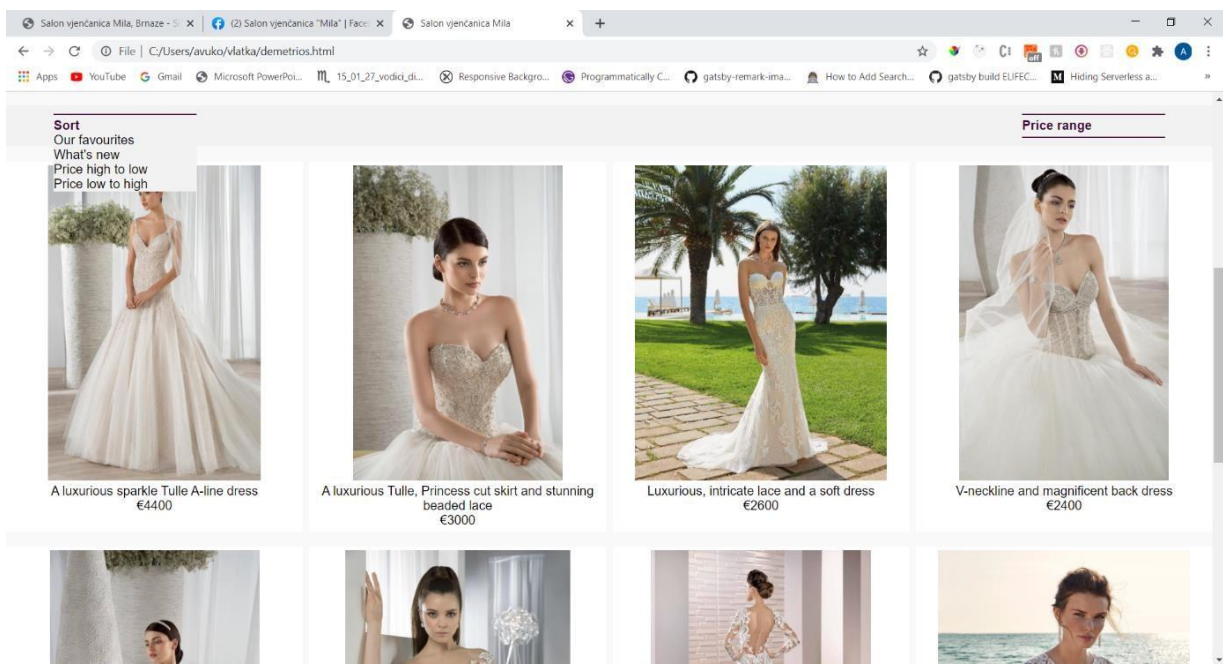 Salon vjenčanica Mila, Brnaze - S
(2) Salon vjenčanica "Mila" | Face
Salon vjenčanica Mila
File | C:/Users/avuko/vlatka/demetrios.html
off
A
Apps YouTube Gmail Microsoft PowerPoi... 15_01_27_vodici_di... Responsive Backgro... Programmatically C... gatsby-remark-ima... How to Add Search... gatsby build ELIFEC... Hiding Serverless a... »
Sort
Our favourites
What's new
Price high to low
Price low to high
Price range
A luxurious sparkle Tulle A-line dress
€4400
A luxurious Tulle, Princess cut skirt and stunning
beaded lace
€3000
Luxurious, intricate lace and a soft dress
€2600
V-neckline and magnificent back dress
€2400